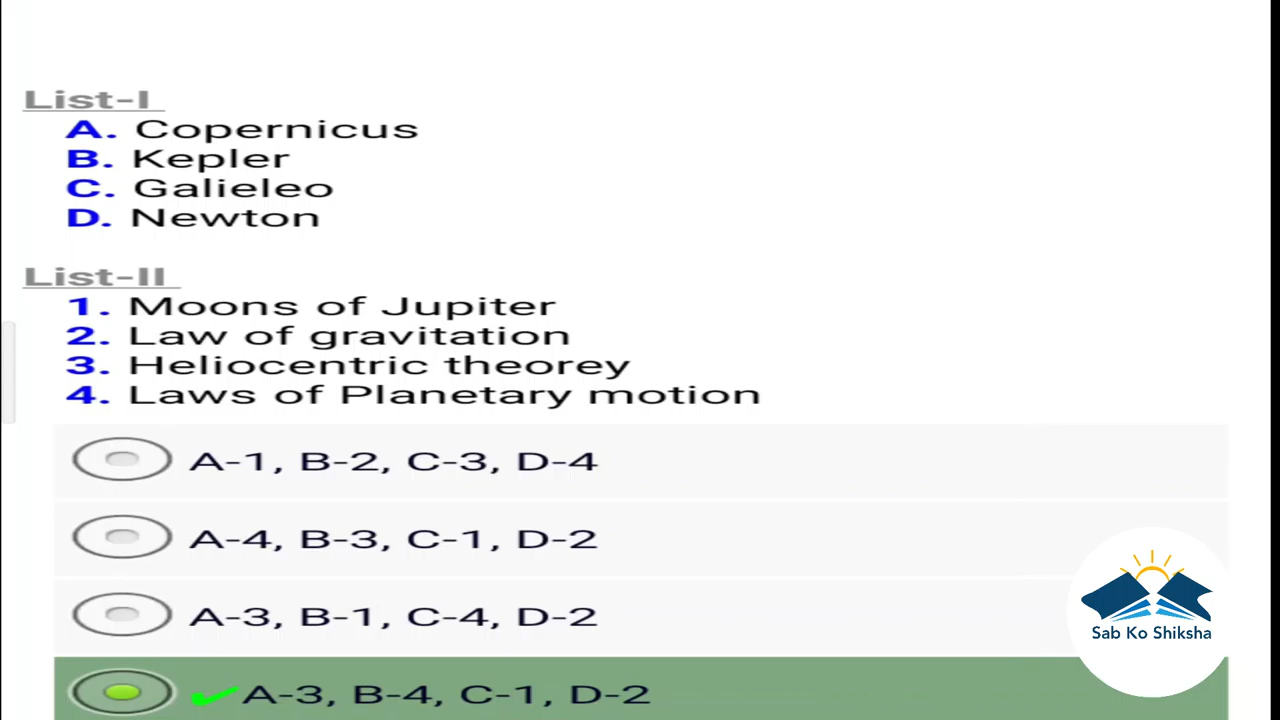 List-I
A. Copernicus
B. Kepler
C. Galieleo
D. Newton
List-II
1. Moons of Jupiter
2. Law of gravitation
3. Heliocentric theorey
4. Laws of Planetary motion
A-1, B-2, C-3, D-4
A-4, B-3, C-1, D-2
A-3, B-1, C-4, D-2
A-3, B-4, C-1, D-2
Sab Ko Shiksha